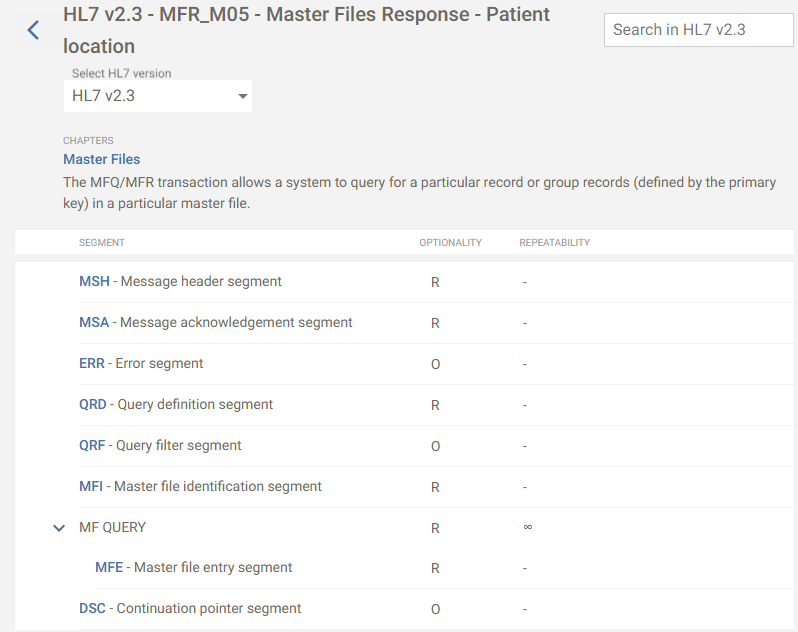 HL7 v2.3 - MFR_M05 - Master Files Response - Patient
location
Search in HL7 v2.3
Select HL7 version
HL7 v2.3
CHAPTERS
Master Files
The MFQ/MFR transaction allows a system to query for a particular record or group records (defined by the primary
key) in a particular master file.
SEGMENT OPTIONALITY REPEATABILITY
MSH - Message header segment R -
MSA - Message acknowledgement segment R -
ERR - Error segment O -
QRD - Query definition segment R -
QRF - Query filter segment O -
MFI - Master file identification segment R -
MF QUERY R ∞
MFE - Master file entry segment R -
DSC - Continuation pointer segment O -